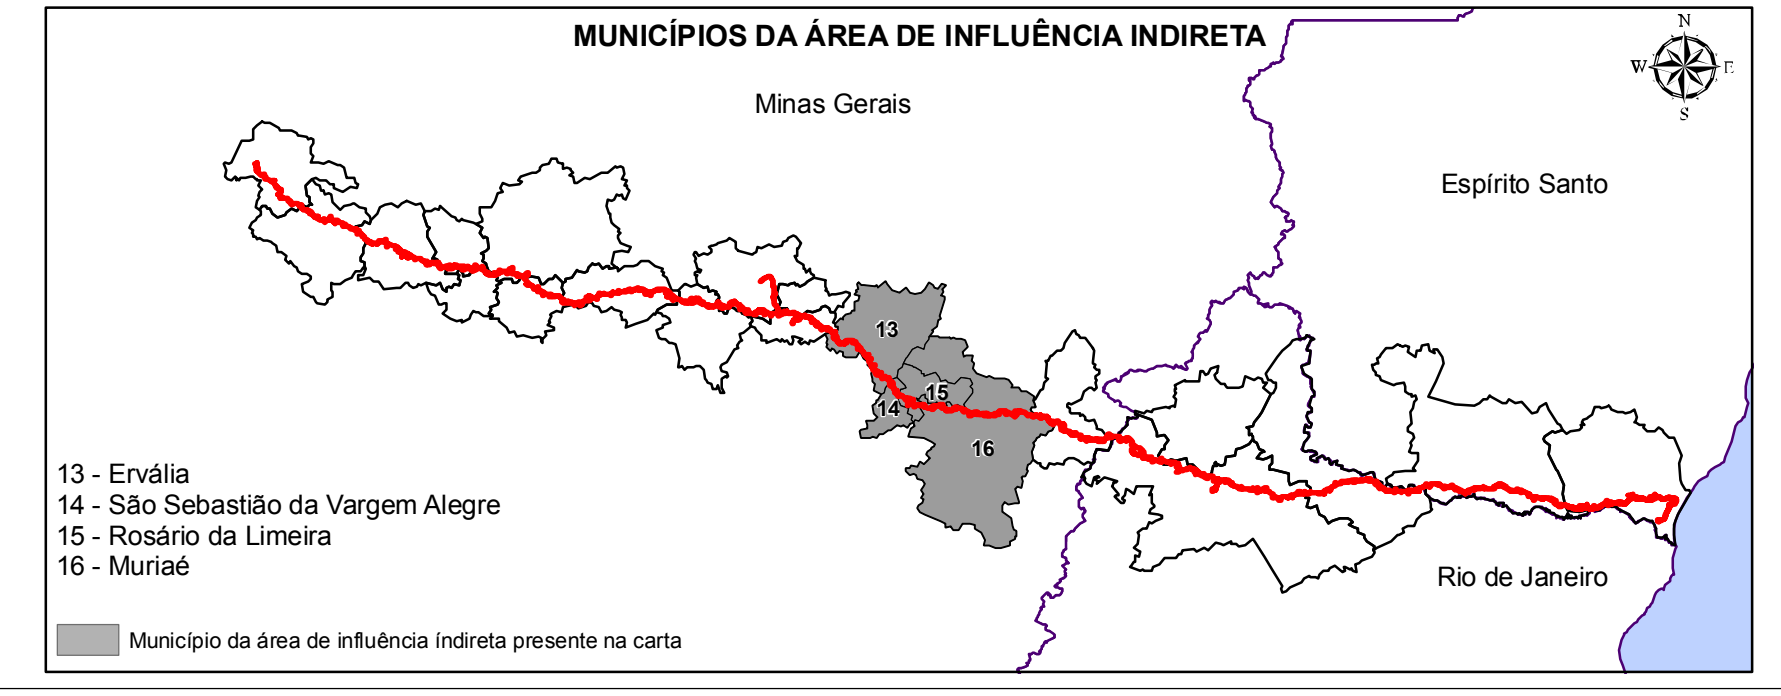 MUNICÍPIOS DA ÁREA DE INFLUÊNCIA INDIRETA
N
W E
S
Minas Gerais
Espírito Santo
13
15
14
16
13 - Ervália
14 - São Sebastião da Vargem Alegre
15 - Rosário da Limeira
16 - Muriaé
Rio de Janeiro
Município da área de influência índireta presente na carta